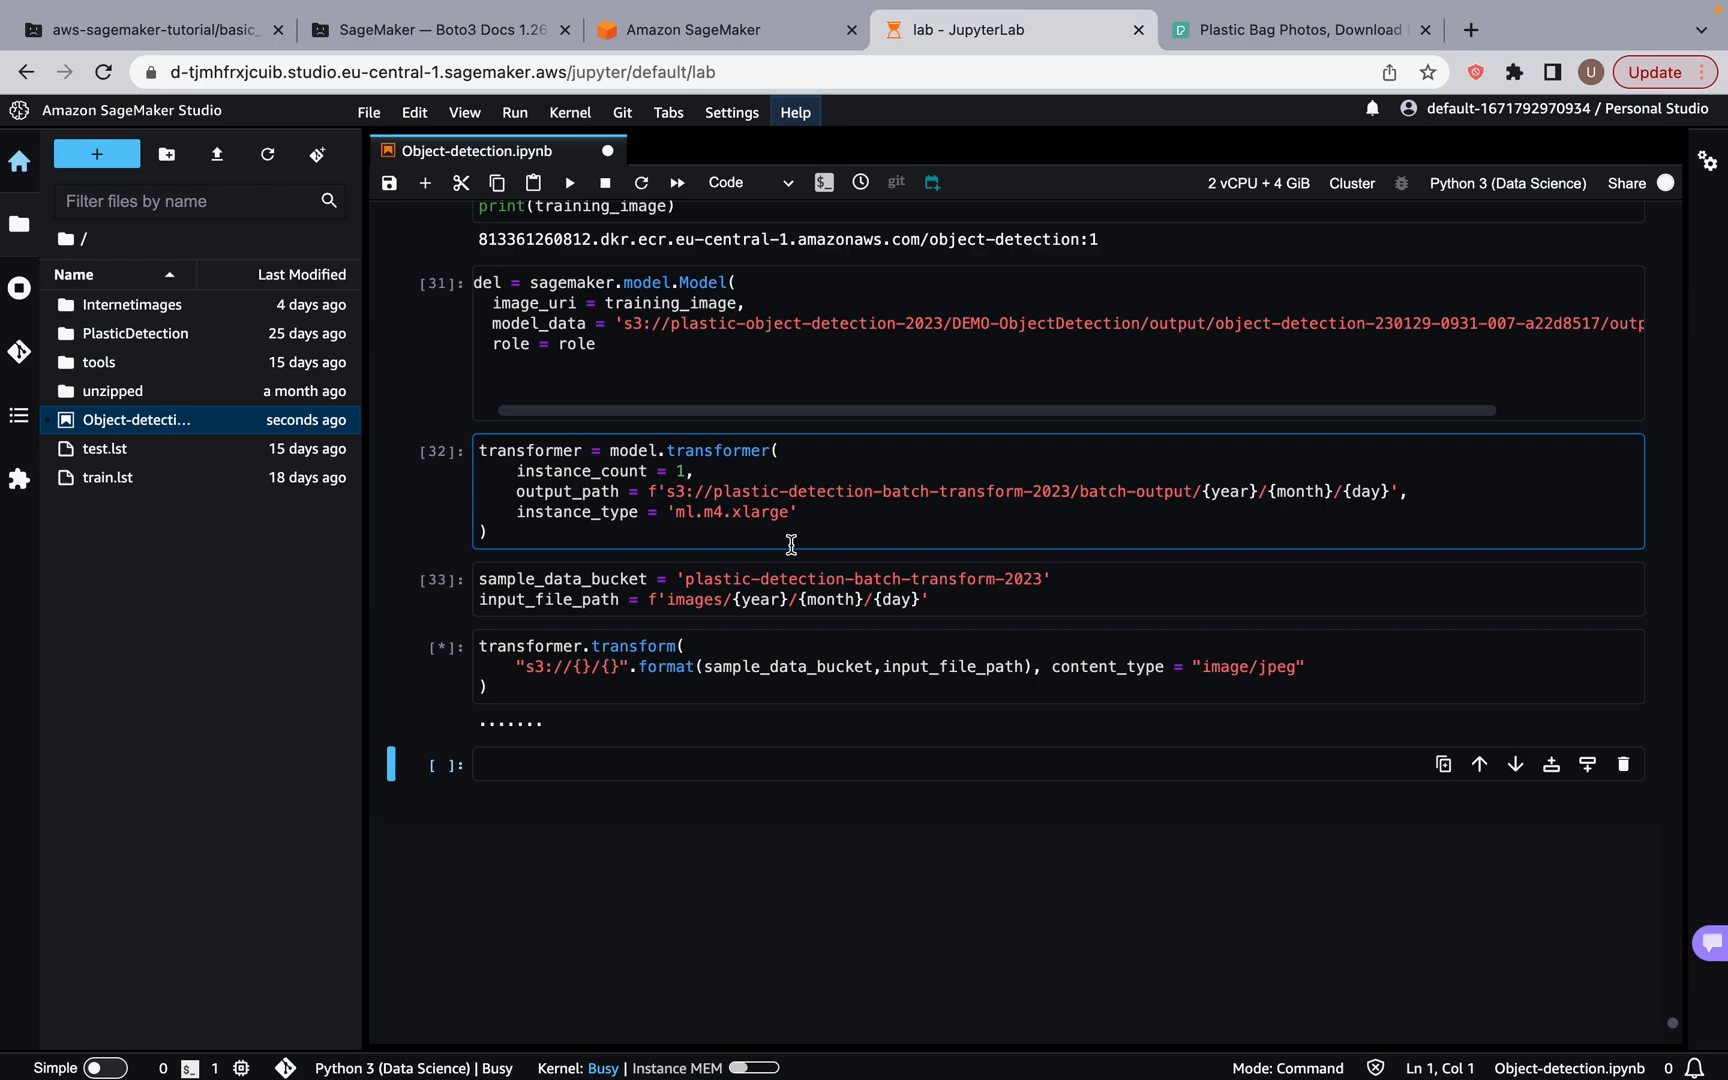 aws-sagemaker-tutorial/basic_
SageMaker — Boto3 Docs 1.26
Amazon SageMaker
lab - JupyterLab
Plastic Bag Photos, Download
d-tjmhfrxjcuib.studio.eu-central-1.sagemaker.aws/jupyter/default/lab
U
Update
Amazon SageMaker Studio
File Edit View Run Kernel Git Tabs Settings Help
default-1671792970934 / Personal Studio
Object-detection.ipynb
Code
git
2 vCPU + 4 GiB Cluster Python 3 (Data Science) Share
Filter files by name
/
Name Last Modified
Internetimages 4 days ago
PlasticDetection 25 days ago
tools 15 days ago
unzipped a month ago
Object-detecti... seconds ago
test.lst 15 days ago
train.lst 18 days ago
print(training_image)
813361260812.dkr.ecr.eu-central-1.amazonaws.com/object-detection:1
[31]: del = sagemaker.model.Model(
image_uri = training_image,
model_data = 's3://plastic-object-detection-2023/DEMO-ObjectDetection/output/object-detection-230129-0931-007-a22d8517/outp
role = role
[32]: transformer = model.transformer(
instance_count = 1,
output_path = f's3://plastic-detection-batch-transform-2023/batch-output/{year}/{month}/{day}',
instance_type = 'ml.m4.xlarge'
)
[33]: sample_data_bucket = 'plastic-detection-batch-transform-2023'
input_file_path = f'images/{year}/{month}/{day}'
[*]: transformer.transform(
"s3://{}/{}".format(sample_data_bucket,input_file_path), content_type = "image/jpeg"
)
.......
[ ]:
Simple 0 $_ 1 Python 3 (Data Science) | Busy Kernel: Busy | Instance MEM Mode: Command Ln 1, Col 1 Object-detection.ipynb 0